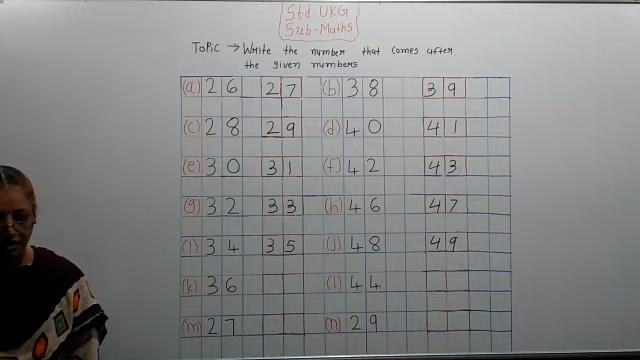 Std-UKG
Sub-Maths
Topic → Write the number that comes after
the given numbers
(a) 26 27 (b) 38 39
(c) 28 29 (d) 40 41
(e) 30 31 (f) 42 43
(g) 32 33 (h) 46 47
(i) 34 35 (j) 48 49
(k) 36 (l) 44
(m) 27 (n) 29